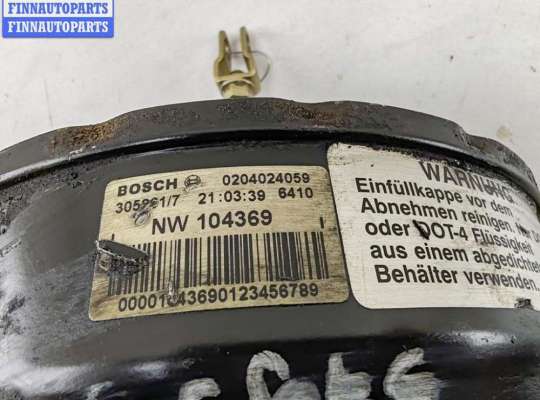 FINNAUTOPARTS
FINNAUTOPARTS
BOSCH 0204024059
21:03:39 6410
NW 104369
WARNUNG
Einfüllkappe vor dem
Abnehmen reinigen.
oder DOT-4 Flüssigkeit
aus einem abgedichteten
Behälter verwenden.